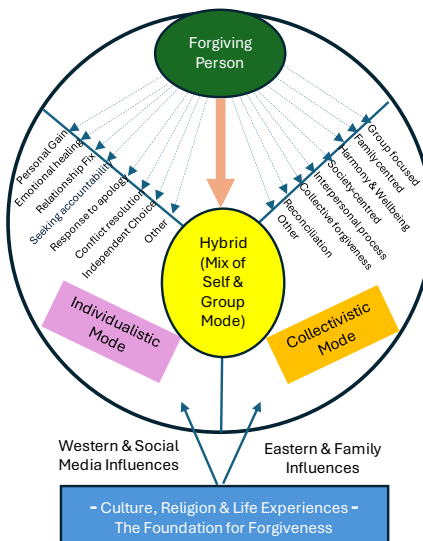 Forgiving
Person
Personal Gain
Emotional healing
Relationship Fix
Seeking accountability
Response to apology
Conflict resolution
Independent Choice
Other
Group focused
Family centred
Harmony & Wellbeing
Society-centred
Interpersonal process
Collective forgiveness
Reconciliation
Other
Hybrid
(Mix of
Self &
Group
Mode)
Individualistic
Mode
Collectivistic
Mode
Western & Social
Media Influences
Eastern & Family
Influences
- Culture, Religion & Life Experiences -
The Foundation for Forgiveness